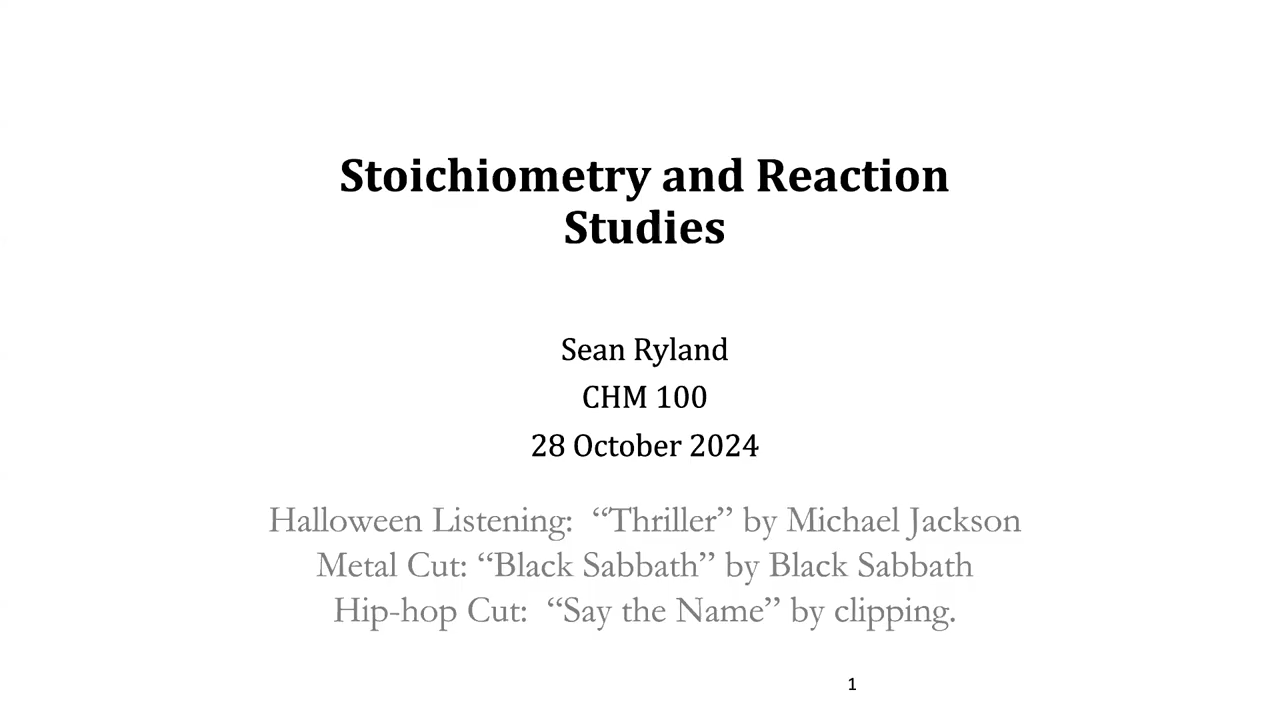 Stoichiometry and Reaction
Studies
Sean Ryland
CHM 100
28 October 2024
Halloween Listening:  “Thriller” by Michael Jackson
Metal Cut: “Black Sabbath” by Black Sabbath
Hip-hop Cut:  “Say the Name” by clipping.
1